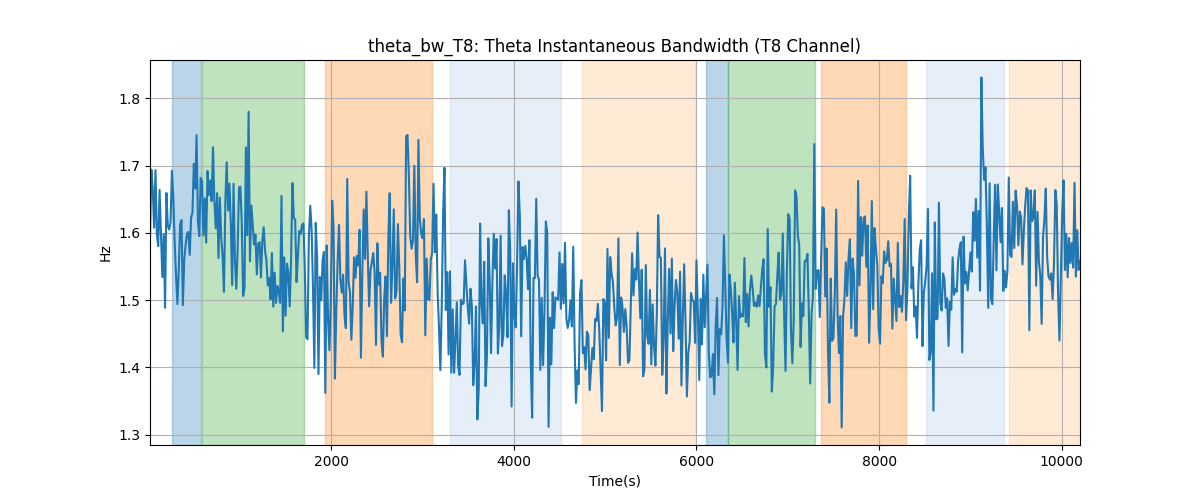 theta_bw_T8: Theta Instantaneous Bandwidth (T8 Channel)
Hz
1.8
1.7
1.6
1.5
1.4
1.3
2000 4000 6000 8000 10000
Time(s)